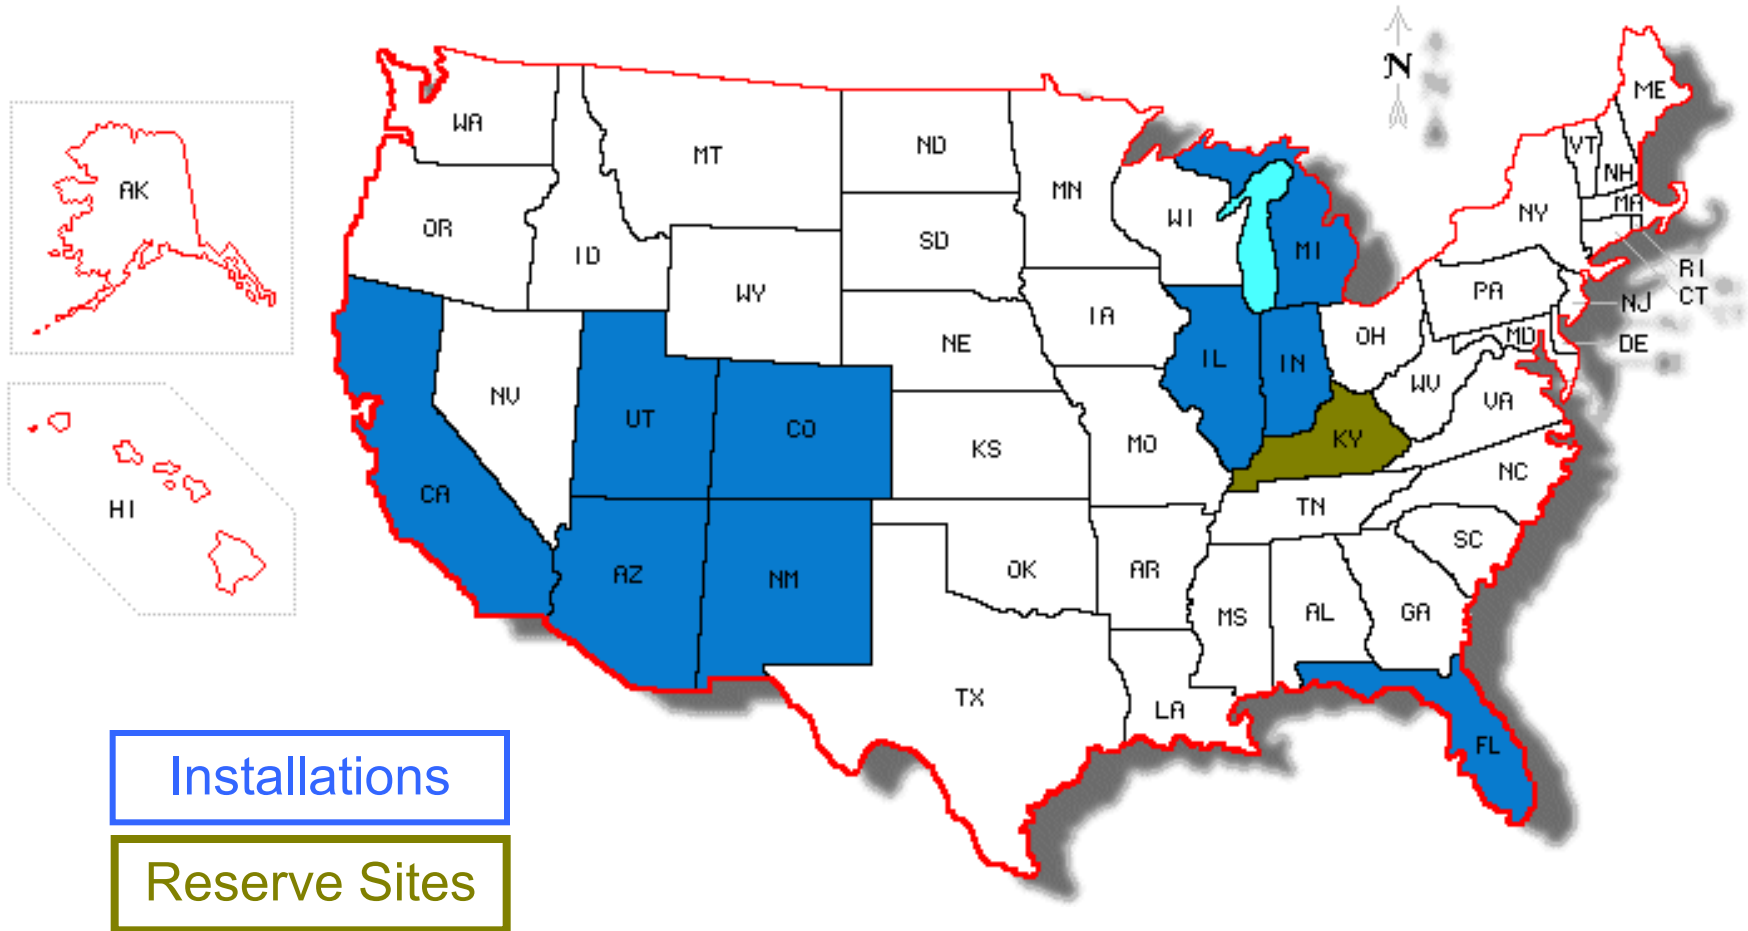 N
ME
WA
VT
MT
ND
NH
AK
MN
MA
NY
WI
OR
SD
MI
ID
RI
PA
CT
WY
NJ
IA
OH
MD
NE
DE
IL
IN
WV
NV
VA
UT
CO
KY
MO
KS
NC
CA
TN
HI
SC
OK
AR
AZ
NM
MS
AL
GA
TX
LA
FL
Installations
Reserve Sites